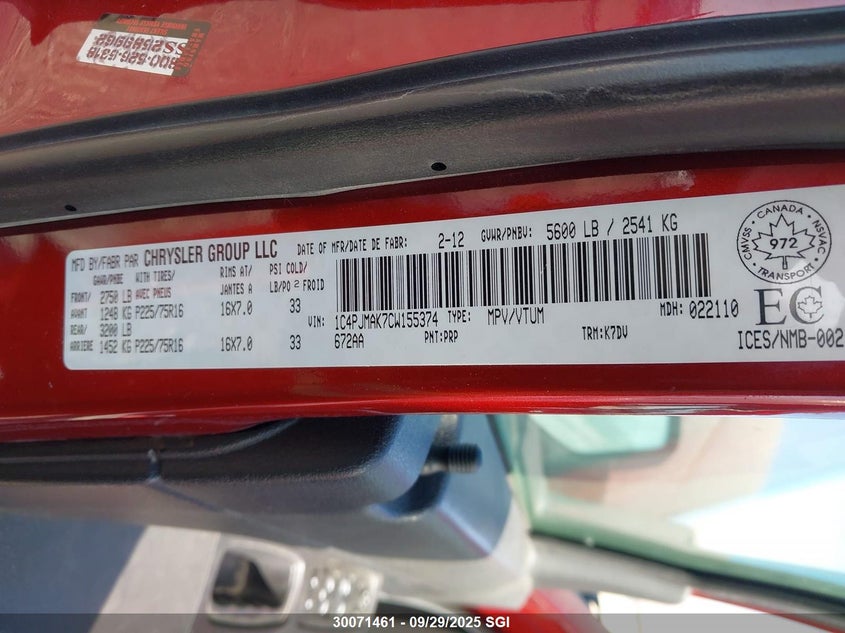 MFD BY/FABR PAR CHRYSLER GROUP LLC DATE OF MFR/DATE DE FABR: 2-12 GVWR/PNBV: 5600 LB / 2541 KG
GAWR/PNBE WITH TIRES/ RIMS AT/ PSI COLD/
AVEC PNEUS JANTES A LB/PO 2 FROID
FRONT/ 2750 LB
AVANT 1248 KG P225/75R16 16X7.0 33
REAR/ 3200 LB
ARRIERE 1452 KG P225/75R16 16X7.0 33
VIN: 1C4PJMAK7CW155374 TYPE: MPV/VTUM MDH: 022110
672AA PNT:PRP TRM:K7DV
CANADA
CMVSS 972 NSVAC
TRANSPORT
EC
ICES/NMB-002
30071461 - 09/29/2025 SGI